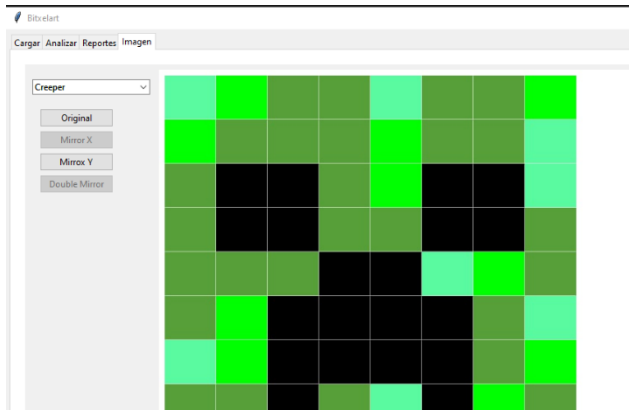 Bitxelart
Cargar Analizar Reportes Imagen
Creeper
Original
Mirror X
Mirrox Y
Double Mirror